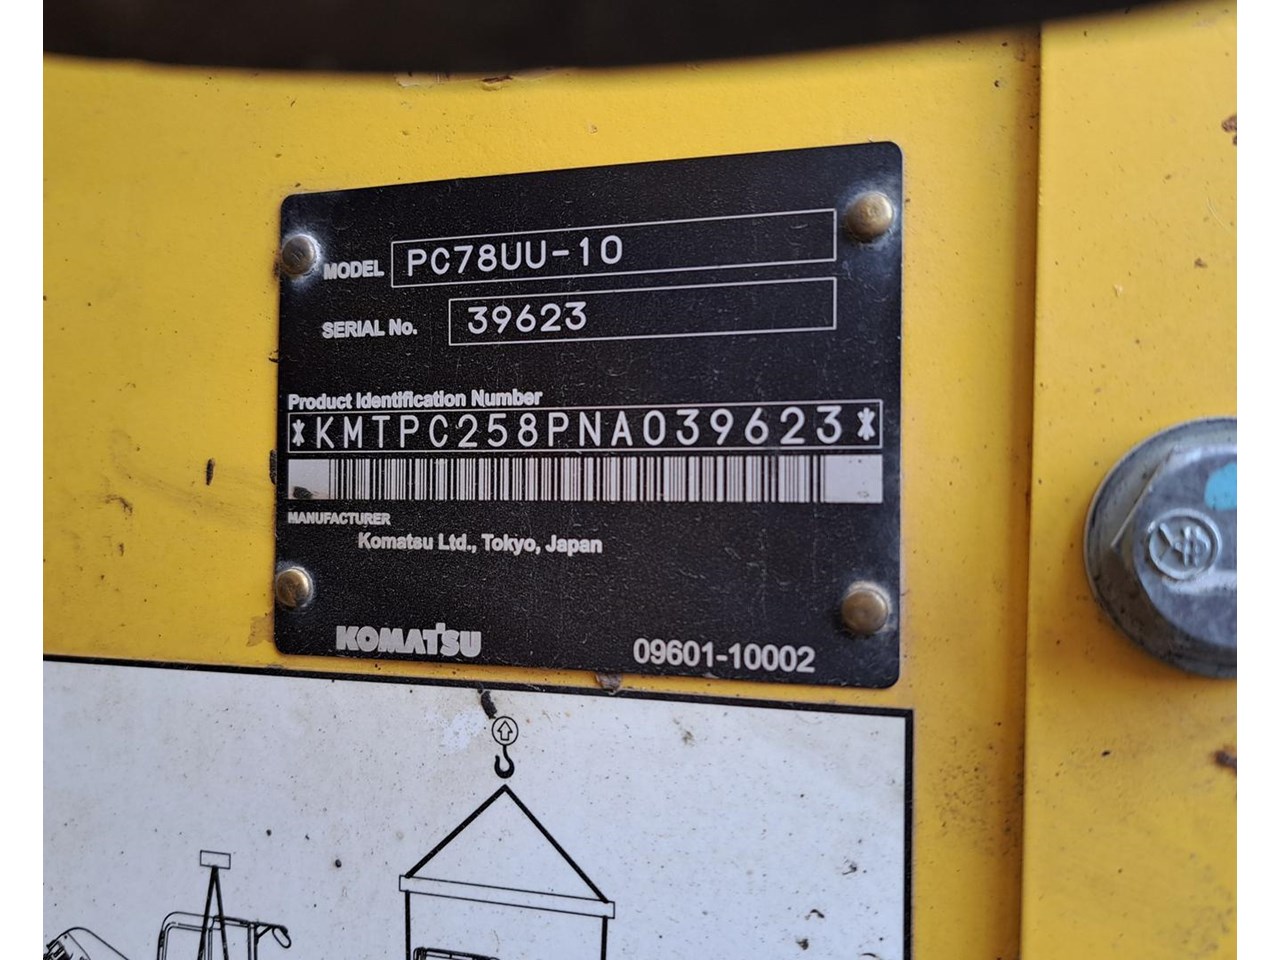 MODEL PC78UU-10
SERIAL No. 39623
Product Identification Number
*KMTPC258PNA039623*
MANUFACTURER
Komatsu Ltd., Tokyo, Japan
KOMATSU 09601-10002